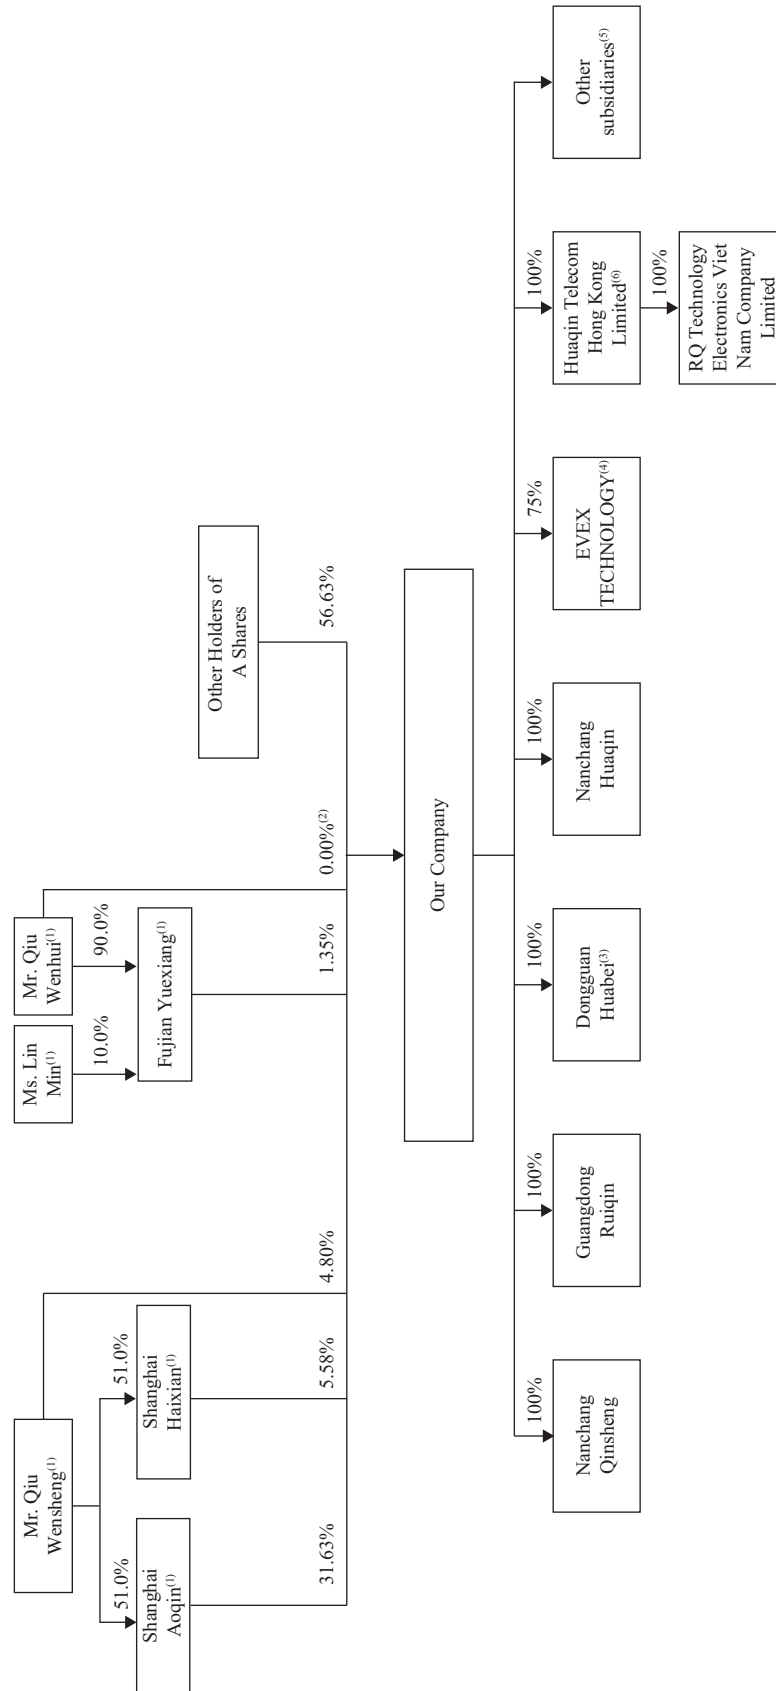 Mr. Qiu
Wensheng(1)
51.0%
51.0%
Shanghai
Aoqin(1)
Shanghai
Haixian(1)
31.63%
5.58%
4.80%
Ms. Lin
Min(1)
Mr. Qiu
Wenhui(1)
10.0%
90.0%
Fujian Yuexiang(1)
1.35%
0.00%(2)
Other Holders of
A Shares
56.63%
Our Company
100%
Nanchang
Qinsheng
100%
Guangdong
Ruiqin
100%
Dongguan
Huabei(3)
100%
Nanchang
Huaqin
75%
EVEX
TECHNOLOGY(4)
100%
Huaqin Telecom
Hong Kong
Limited(6)
100%
RQ Technology
Electronics Viet
Nam Company
Limited
Other
subsidiaries(5)